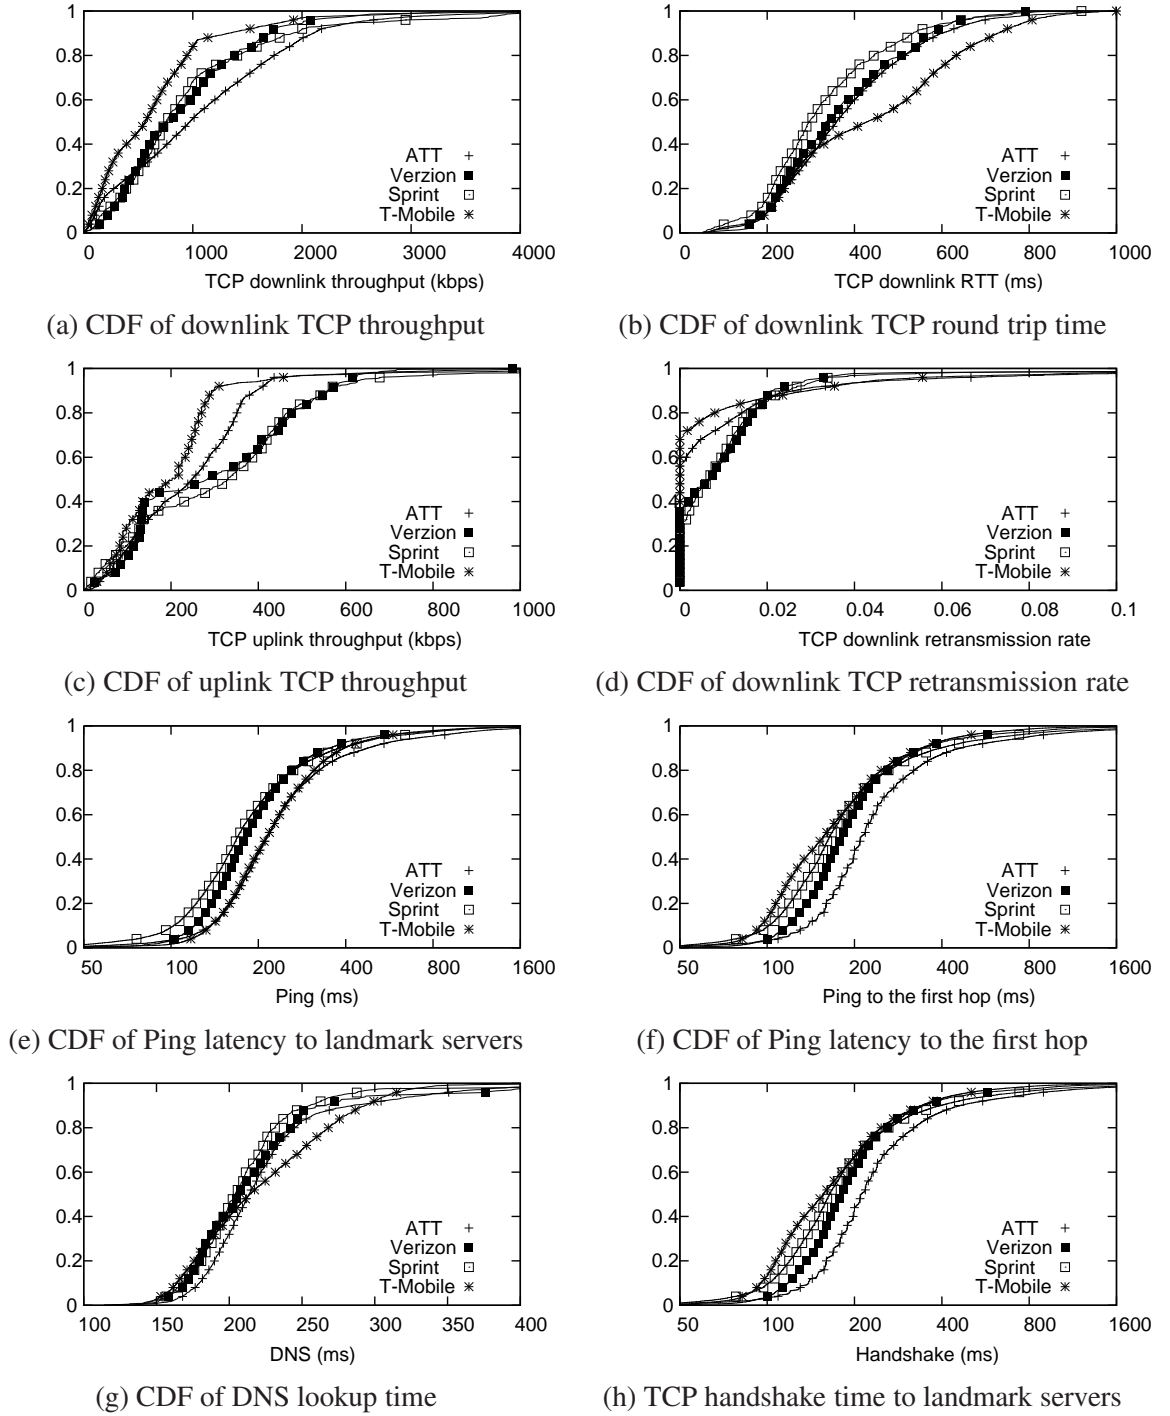 1
0.8
0.6
0.4
0.2
0
ATT
Verzion
Sprint
T-Mobile
0 1000 2000 3000 4000
TCP downlink throughput (kbps)
(a) CDF of downlink TCP throughput
1
0.8
0.6
0.4
0.2
0
ATT
Verzion
Sprint
T-Mobile
0 200 400 600 800 1000
TCP downlink RTT (ms)
(b) CDF of downlink TCP round trip time
1
0.8
0.6
0.4
0.2
0
ATT
Verzion
Sprint
T-Mobile
0 200 400 600 800 1000
TCP uplink throughput (kbps)
(c) CDF of uplink TCP throughput
1
0.8
0.6
0.4
0.2
0
ATT
Verzion
Sprint
T-Mobile
0 0.02 0.04 0.06 0.08 0.1
TCP downlink retransmission rate
(d) CDF of downlink TCP retransmission rate
1
0.8
0.6
0.4
0.2
0
ATT
Verizon
Sprint
T-Mobile
50 100 200 400 800 1600
Ping (ms)
(e) CDF of Ping latency to landmark servers
1
0.8
0.6
0.4
0.2
0
ATT
Verizon
Sprint
T-Mobile
50 100 200 400 800 1600
Ping to the first hop (ms)
(f) CDF of Ping latency to the first hop
1
0.8
0.6
0.4
0.2
0
ATT
Verizon
Sprint
T-Mobile
100 150 200 250 300 350 400
DNS (ms)
(g) CDF of DNS lookup time
1
0.8
0.6
0.4
0.2
0
ATT
Verizon
Sprint
T-Mobile
50 100 200 400 800 1600
Handshake (ms)
(h) TCP handshake time to landmark servers